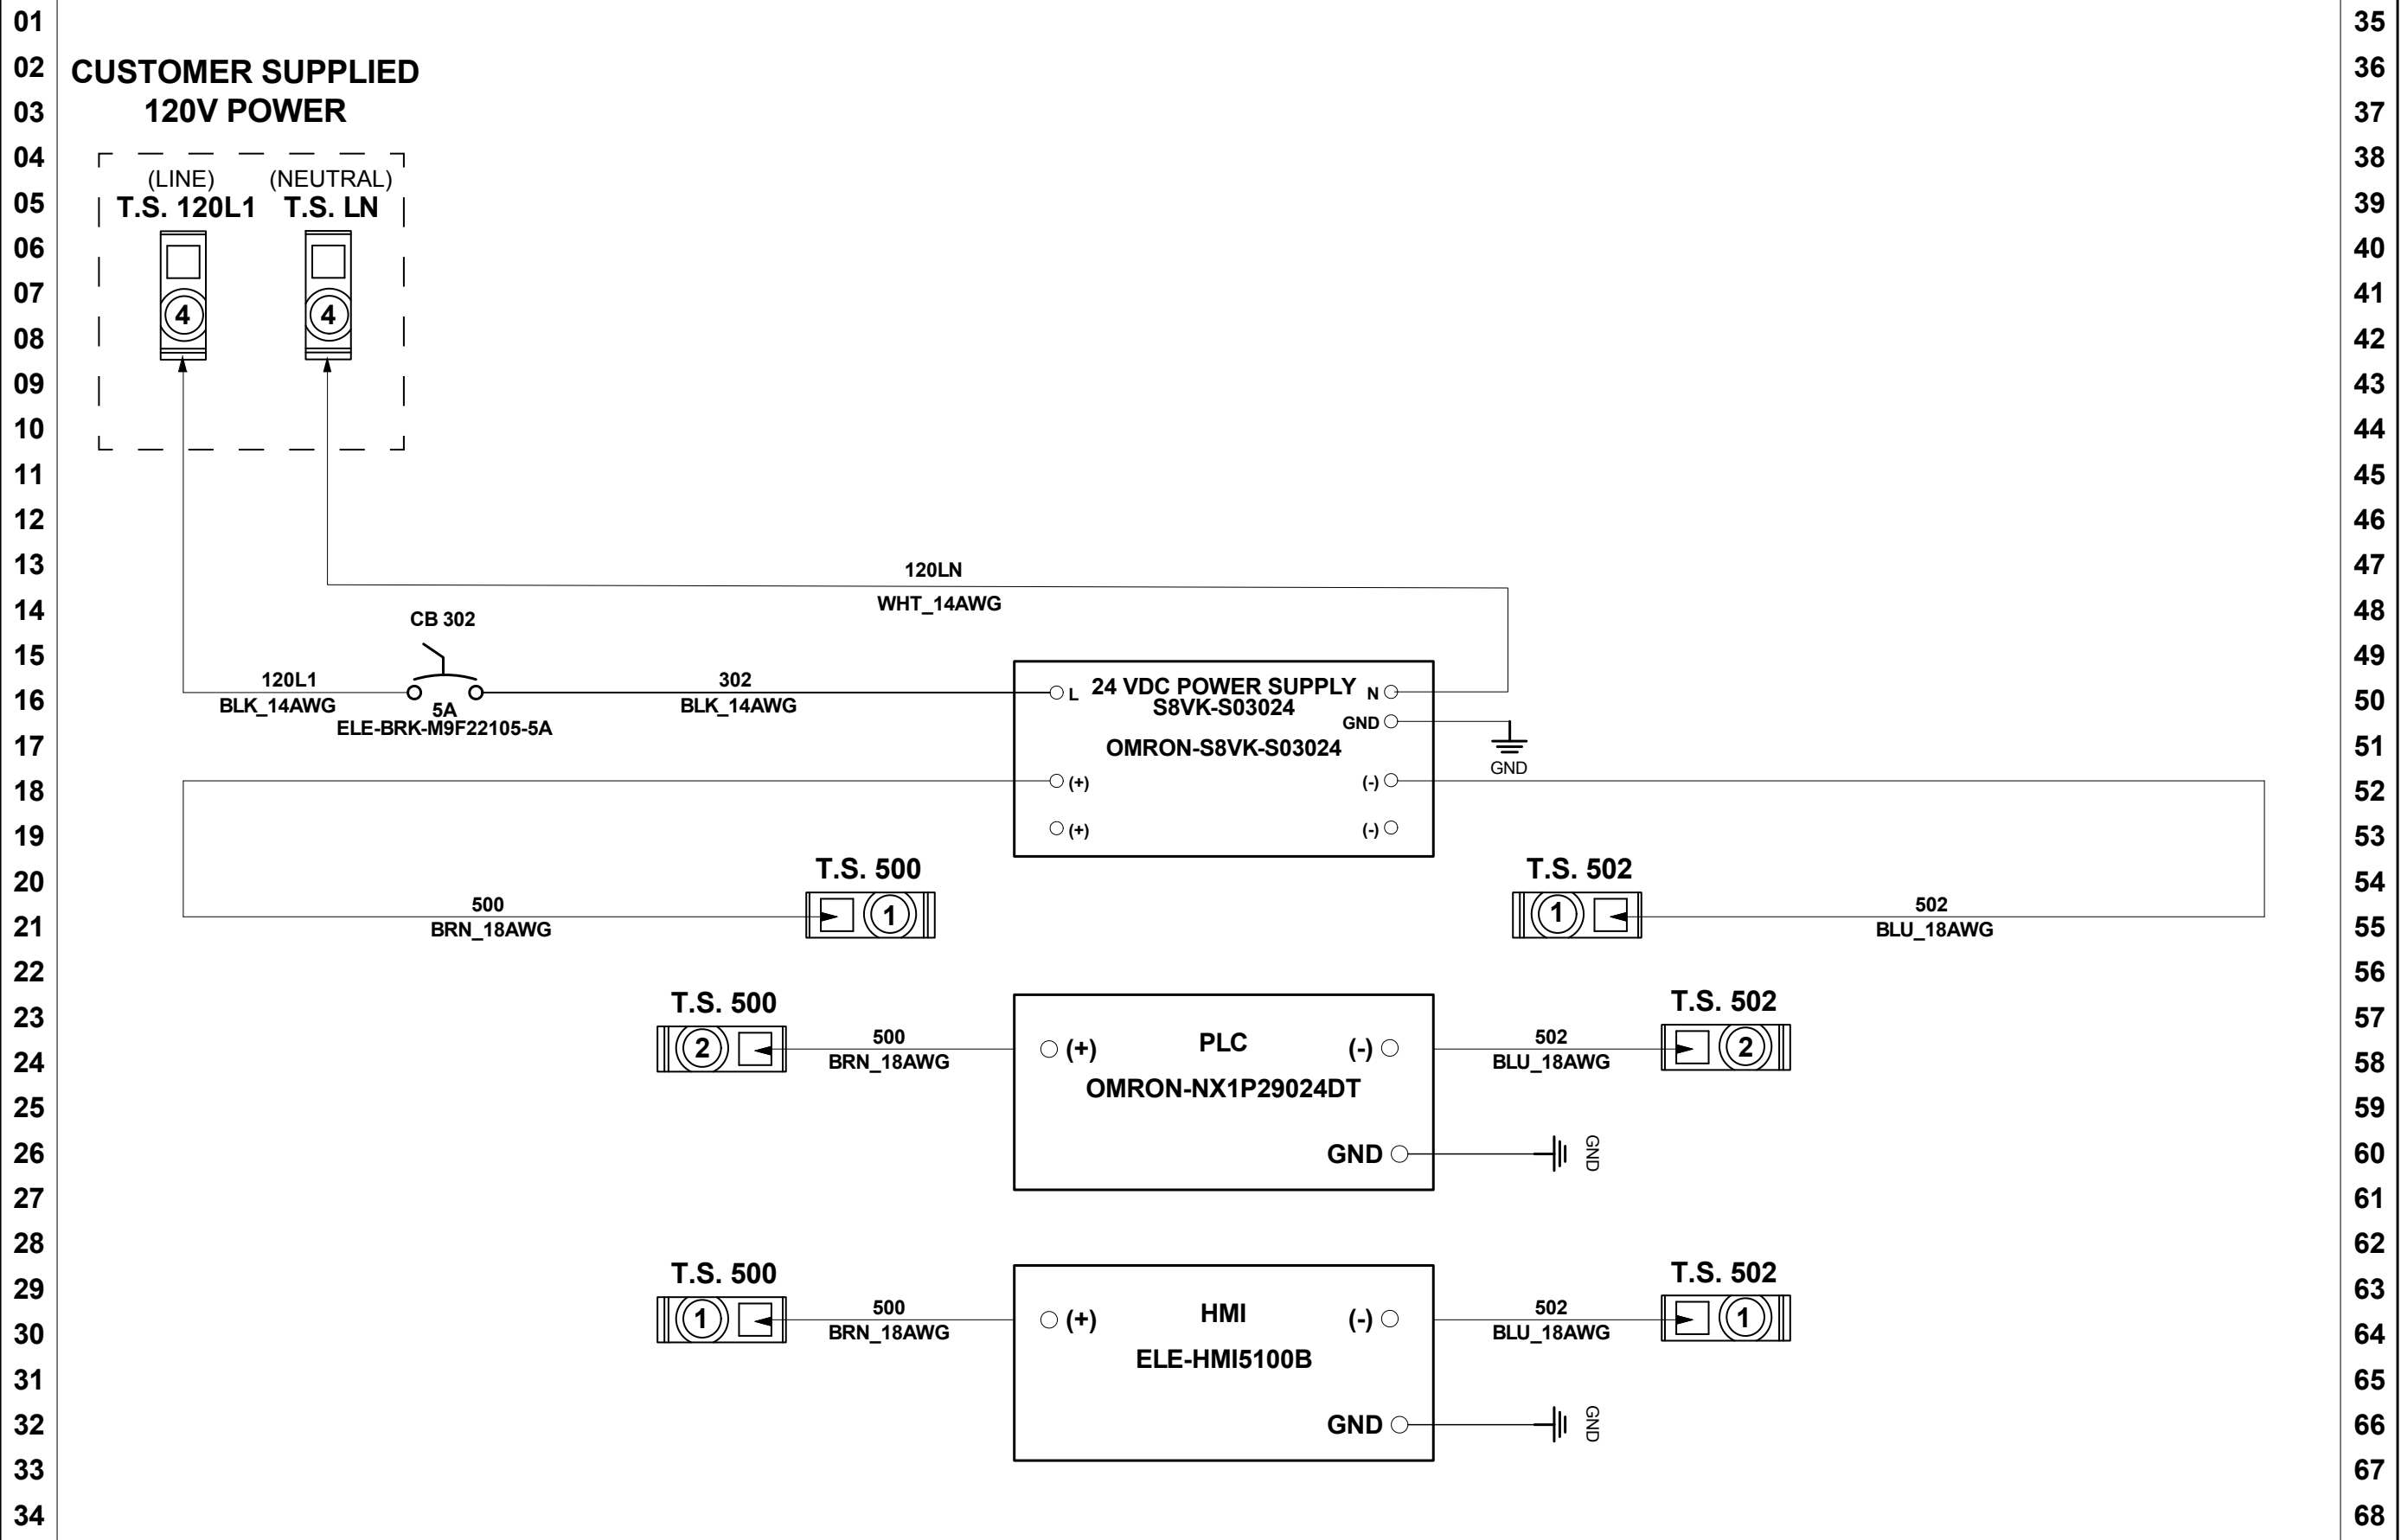 01
02
03
04
05
06
07
08
09
10
11
12
13
14
15
16
17
18
19
20
21
22
23
24
25
26
27
28
29
30
31
32
33
34
CUSTOMER SUPPLIED
120V POWER
(LINE) (NEUTRAL)
T.S. 120L1 T.S. LN
4 4
120LN
WHT_14AWG
CB 302
120L1
BLK_14AWG
5A
ELE-BRK-M9F22105-5A
302
BLK_14AWG
L 24 VDC POWER SUPPLY N
S8VK-S03024
GND
OMRON-S8VK-S03024
GND
(+) (-)
(+) (-)
T.S. 500
1
500
BRN_18AWG
T.S. 502
1
502
BLU_18AWG
T.S. 500
2
500
BRN_18AWG
(+) PLC (-)
OMRON-NX1P29024DT
GND
502
BLU_18AWG
T.S. 502
2
GND
T.S. 500
1
500
BRN_18AWG
(+) HMI (-)
ELE-HMI5100B
GND
502
BLU_18AWG
T.S. 502
1
GND
35
36
37
38
39
40
41
42
43
44
45
46
47
48
49
50
51
52
53
54
55
56
57
58
59
60
61
62
63
64
65
66
67
68